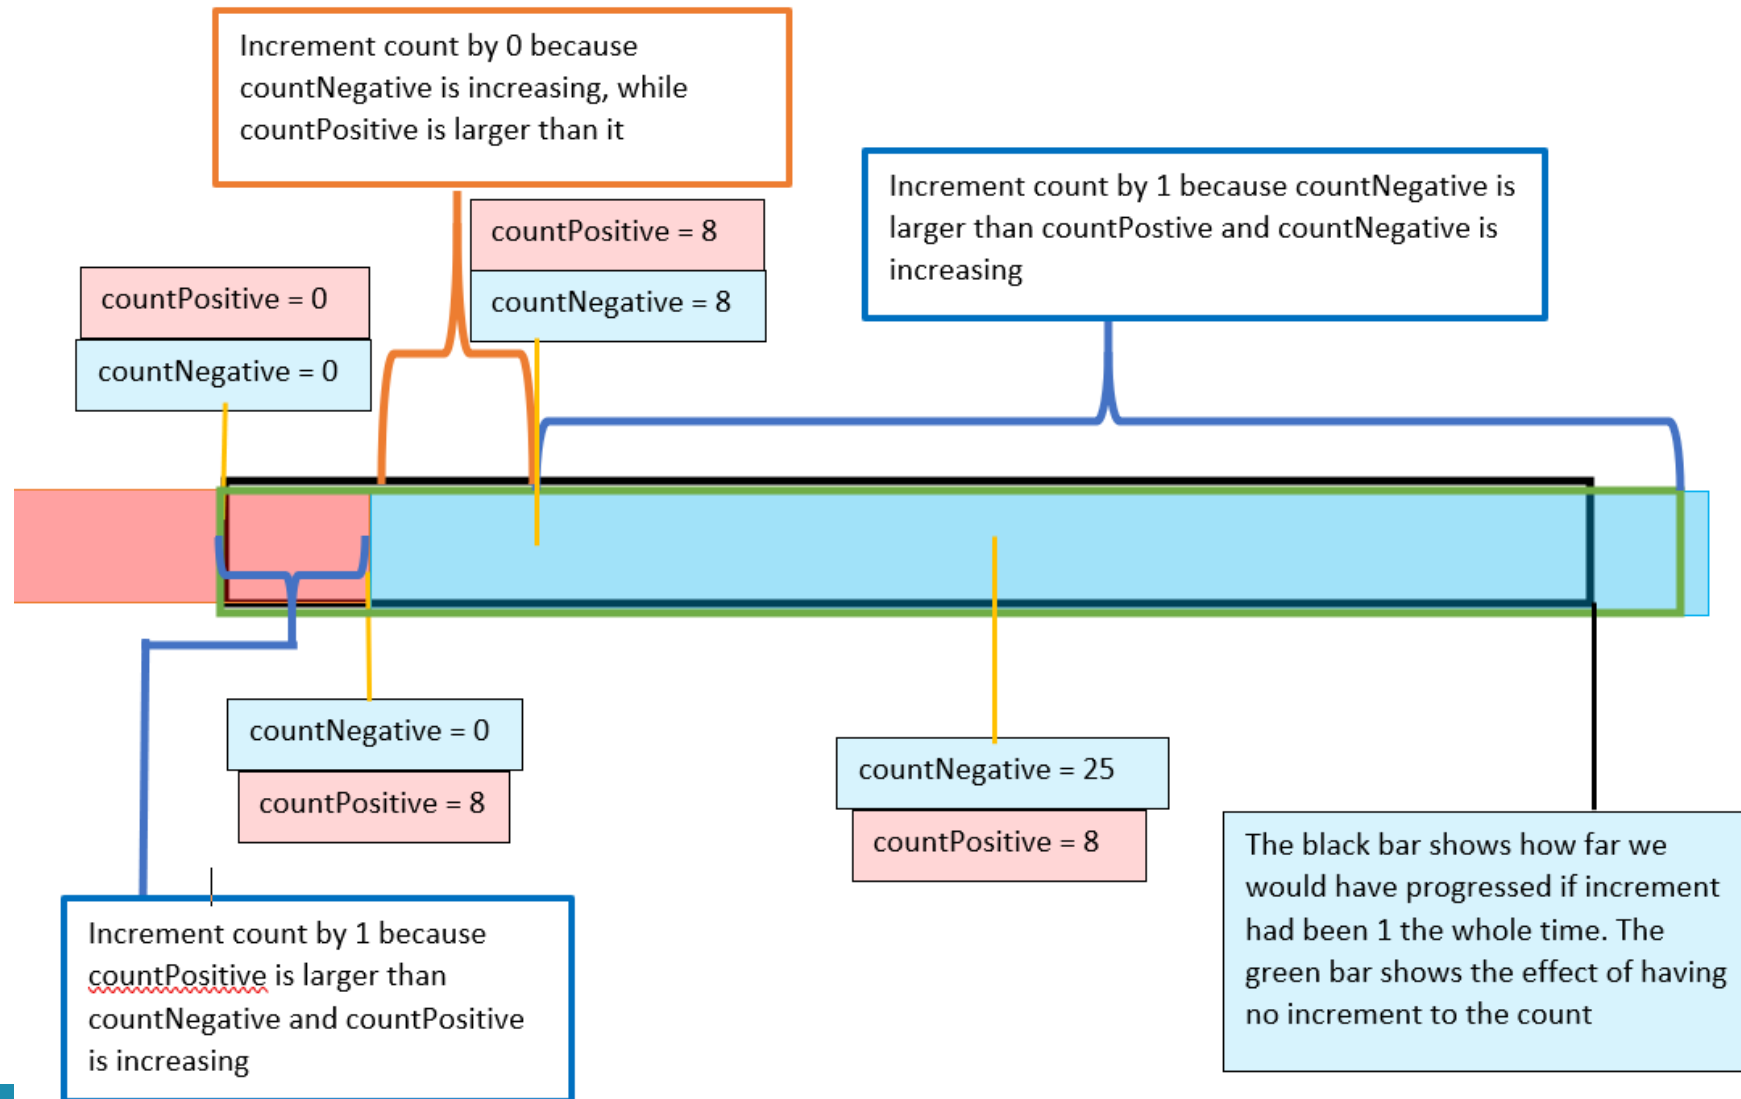 Increment count by 0 because
countNegative is increasing, while
countPositive is larger than it
Increment count by 1 because countNegative is
larger than countPostive and countNegative is
increasing
countPositive = 8
countNegative = 8
countPositive = 0
countNegative = 0
countNegative = 0
countPositive = 8
countNegative = 25
countPositive = 8
The black bar shows how far we
would have progressed if increment
had been 1 the whole time. The
green bar shows the effect of having
no increment to the count
Increment count by 1 because
countPositive is larger than
countNegative and countPositive
is increasing